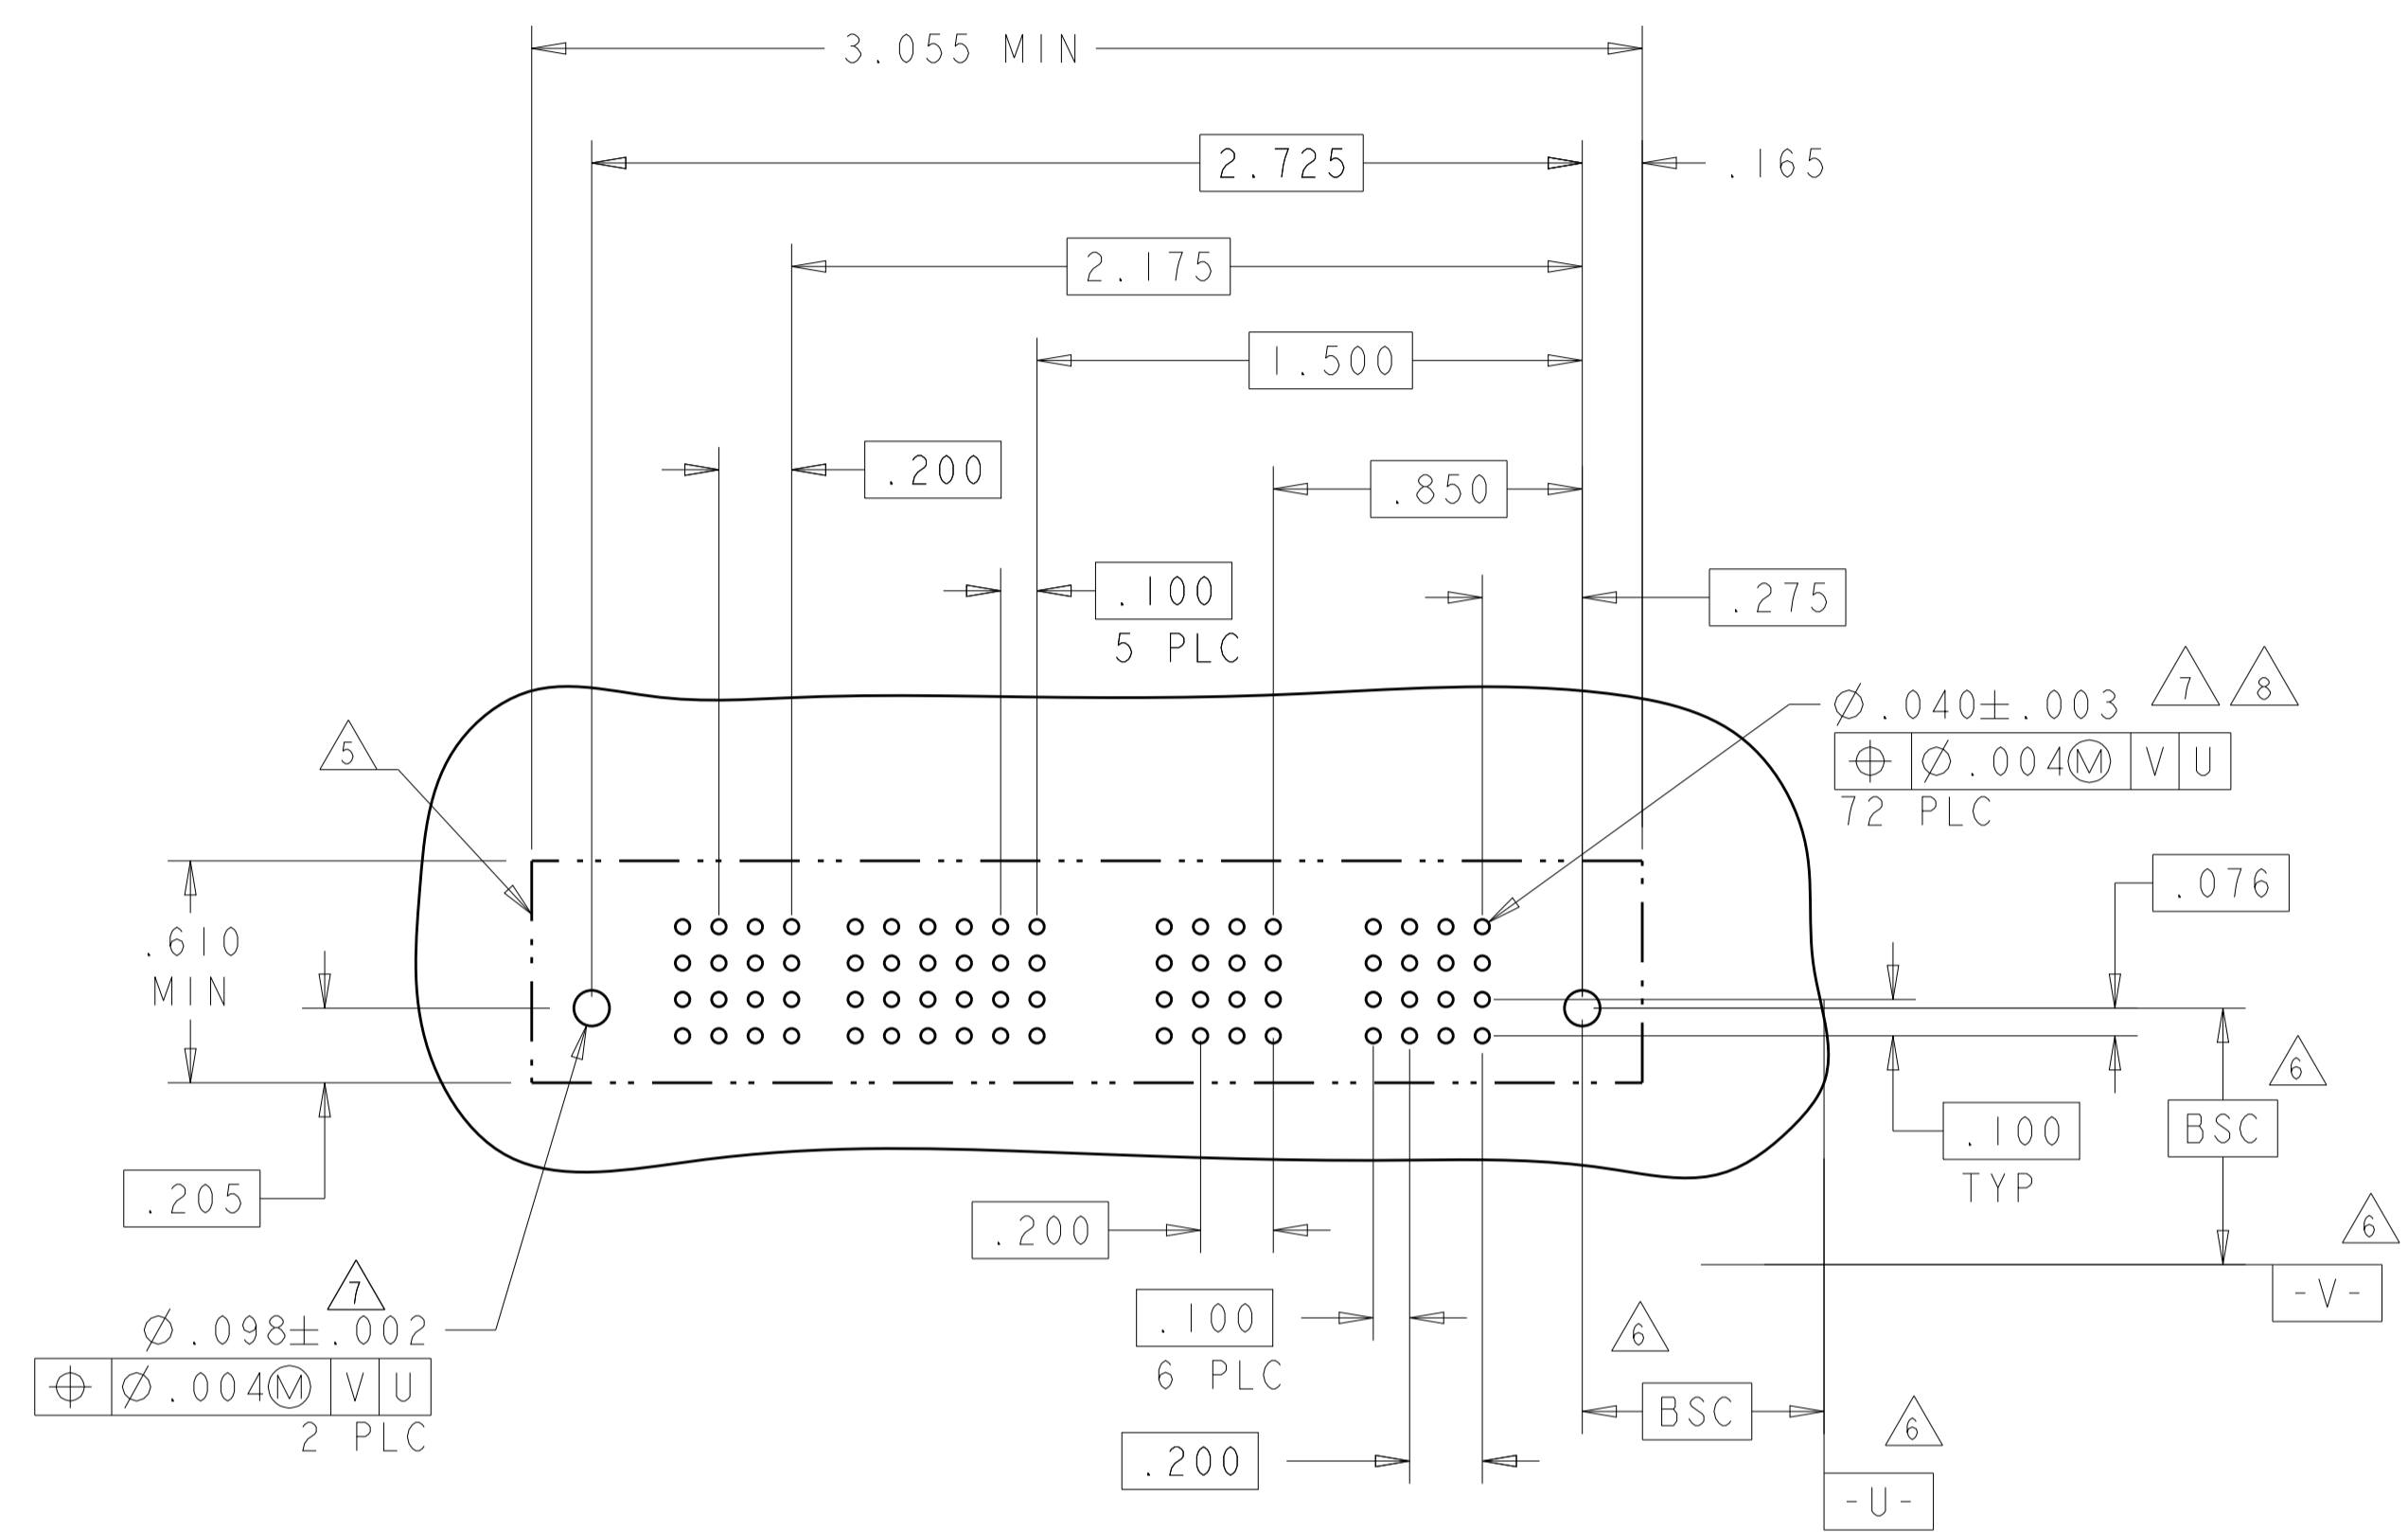 3.055 MIN
2.725
.165
2.175
1.500
.200
.850
.100
5 PLC
.275
7
8
Ø.040±.003
⌖ Ø.004Ⓜ V U
72 PLC
5
.076
.610
MIN
6
.100
TYP
BSC
.205
.200
6
-V-
7
Ø.098±.002
⌖ Ø.004Ⓜ V U
2 PLC
.100
6 PLC
6
BSC
6
.200
-U-